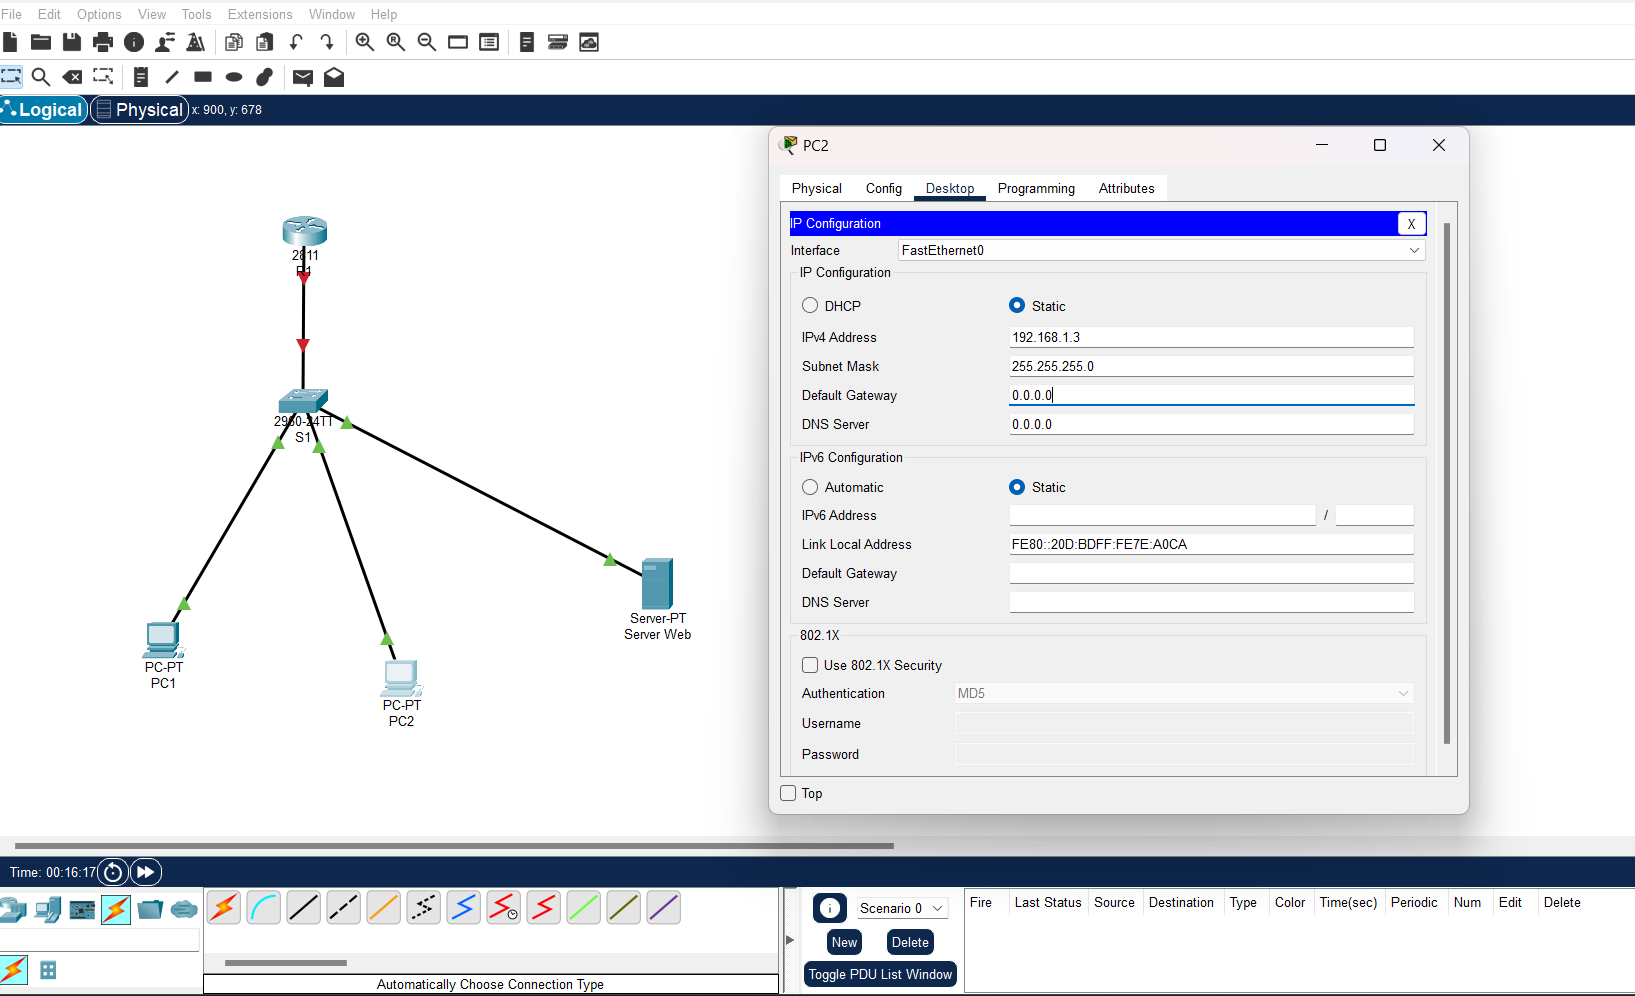 File Edit Options View Tools Extensions Window Help
Logical Physical x: 900, y: 678
PC2
Physical Config Desktop Programming Attributes
IP Configuration X
Interface FastEthernet0
IP Configuration
DHCP Static
IPv4 Address 192.168.1.3
Subnet Mask 255.255.255.0
Default Gateway 0.0.0.0
DNS Server 0.0.0.0
IPv6 Configuration
Automatic Static
IPv6 Address /
Link Local Address FE80::20D:BDFF:FE7E:A0CA
Default Gateway
DNS Server
802.1X
Use 802.1X Security
Authentication MD5
Username
Password
Top
2811
R1
2960-24TT
S1
Server-PT
Server Web
PC-PT
PC1
PC-PT
PC2
Time: 00:16:17
Scenario 0
New Delete
Toggle PDU List Window
Fire Last Status Source Destination Type Color Time(sec) Periodic Num Edit Delete
Automatically Choose Connection Type